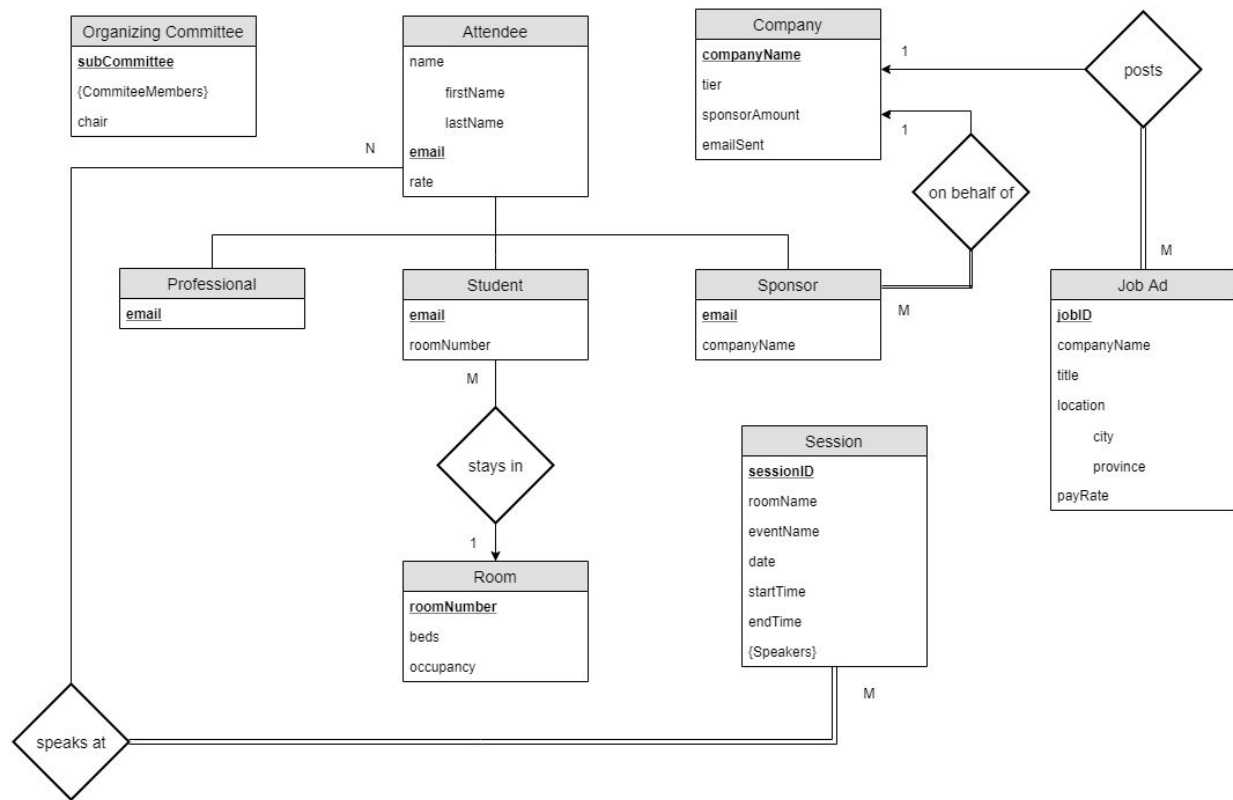 Organizing Committee
subCommittee
{CommiteeMembers}
chair
Attendee
name
firstName
lastName
email
rate
Company
companyName
tier
sponsorAmount
emailSent
1
1
posts
N
on behalf of
M
M
Professional
email
Student
email
roomNumber
Sponsor
email
companyName
Job Ad
jobID
companyName
title
location
city
province
payRate
M
stays in
1
Room
roomNumber
beds
occupancy
Session
sessionID
roomName
eventName
date
startTime
endTime
{Speakers}
M
speaks at